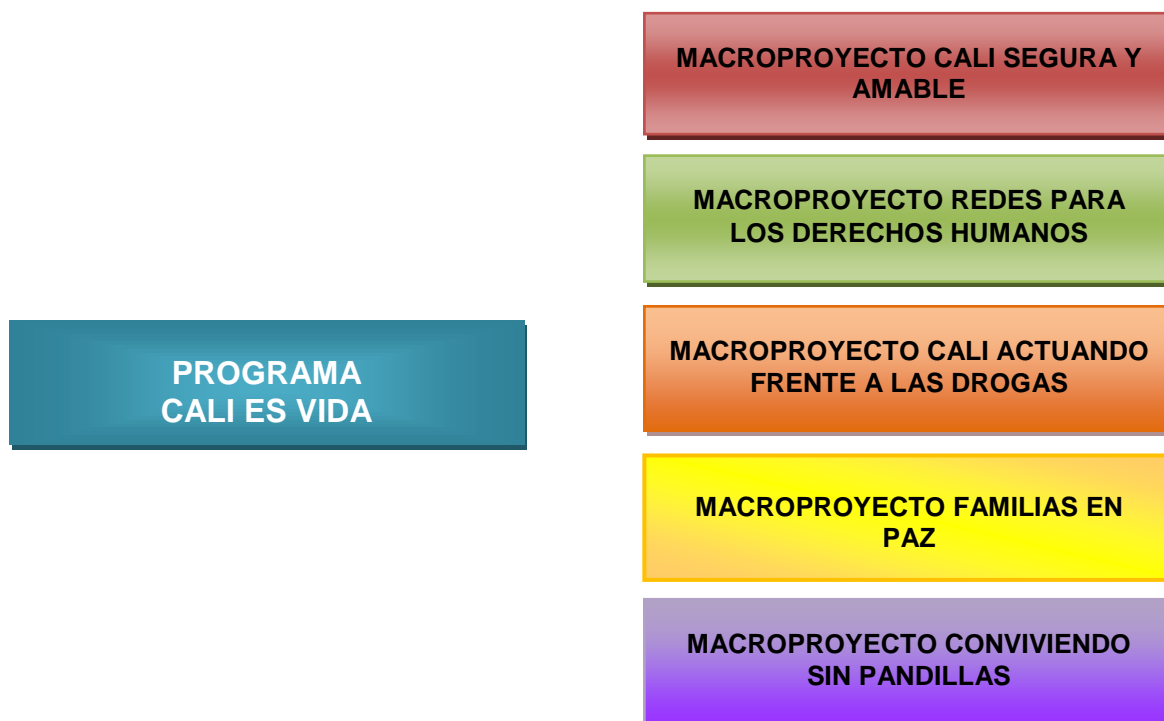 PROGRAMA
CALI ES VIDA
MACROPROYECTO CALI SEGURA Y
AMABLE
MACROPROYECTO REDES PARA
LOS DERECHOS HUMANOS
MACROPROYECTO CALI ACTUANDO
FRENTE A LAS DROGAS
MACROPROYECTO FAMILIAS EN
PAZ
MACROPROYECTO CONVIVIENDO
SIN PANDILLAS